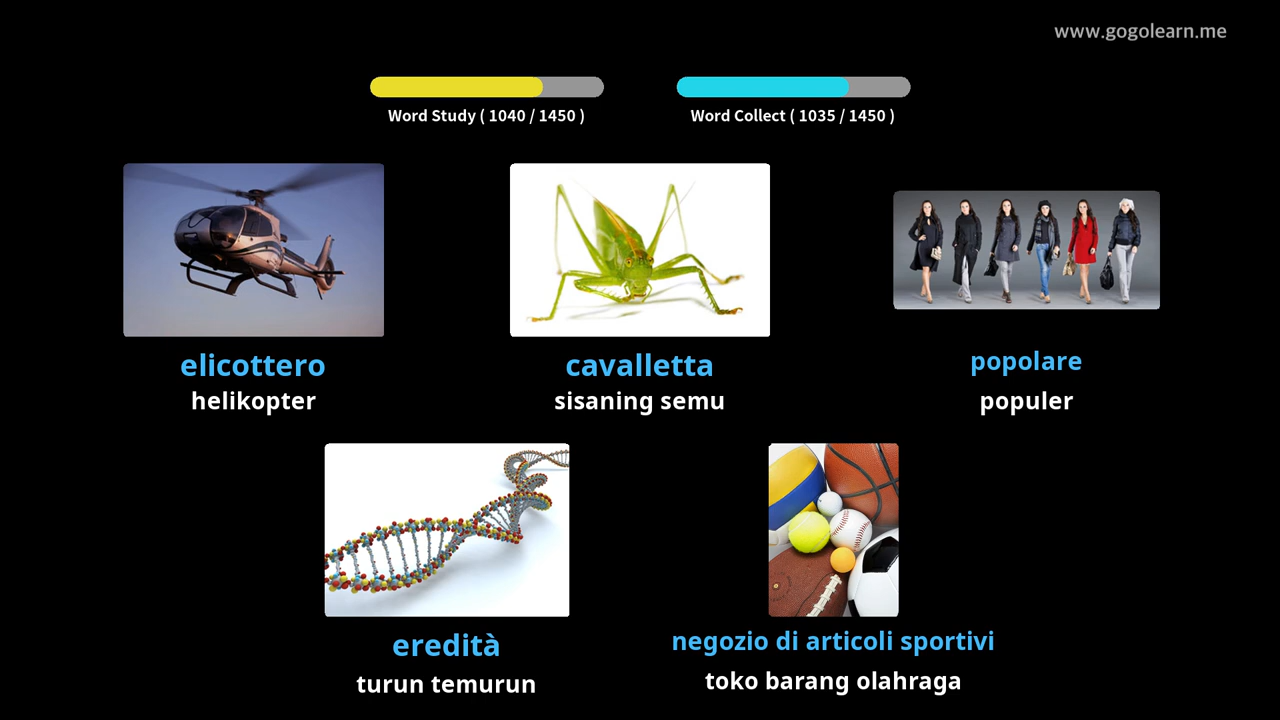 www.gogolearn.me
Word Study ( 1040 / 1450 )
Word Collect ( 1035 / 1450 )
elicottero
helikopter
cavalletta
sisaning semu
popolare
populer
eredità
turun temurun
negozio di articoli sportivi
toko barang olahraga